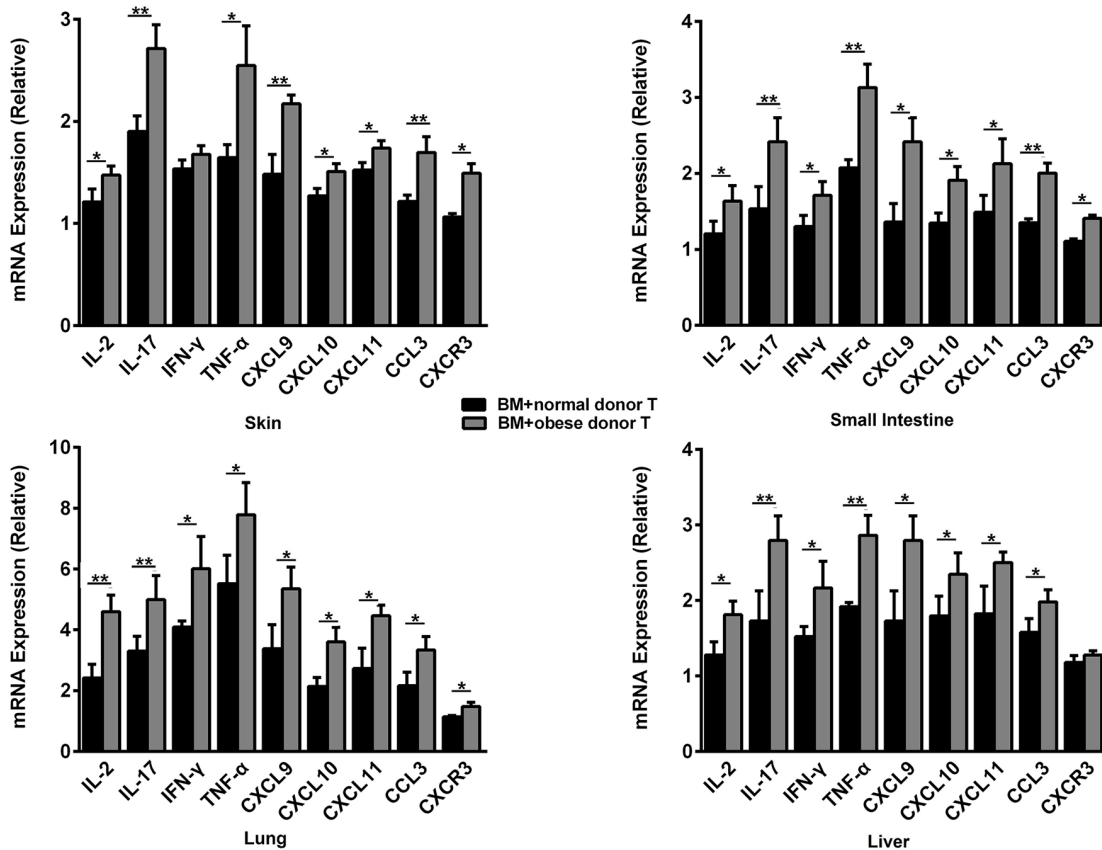 mRNA Expression (Relative)
3
2
1
0
** * ** ** * * * * *
IL-2 IL-17 IFN-γ TNF-α CXCL9 CXCL10 CXCL11 CCL3 CXCR3
Skin
mRNA Expression (Relative)
4
3
2
1
0
** ** * * * ** * * *
IL-2 IL-17 IFN-γ TNF-α CXCL9 CXCL10 CXCL11 CCL3 CXCR3
Small Intestine
BM+normal donor T
BM+obese donor T
mRNA Expression (Relative)
10
8
6
4
2
0
** ** * * * * * * *
IL-2 IL-17 IFN-γ TNF-α CXCL9 CXCL10 CXCL11 CCL3 CXCR3
Lung
mRNA Expression (Relative)
4
3
2
1
0
* ** * ** * * * *
IL-2 IL-17 IFN-γ TNF-α CXCL9 CXCL10 CXCL11 CCL3 CXCR3
Liver